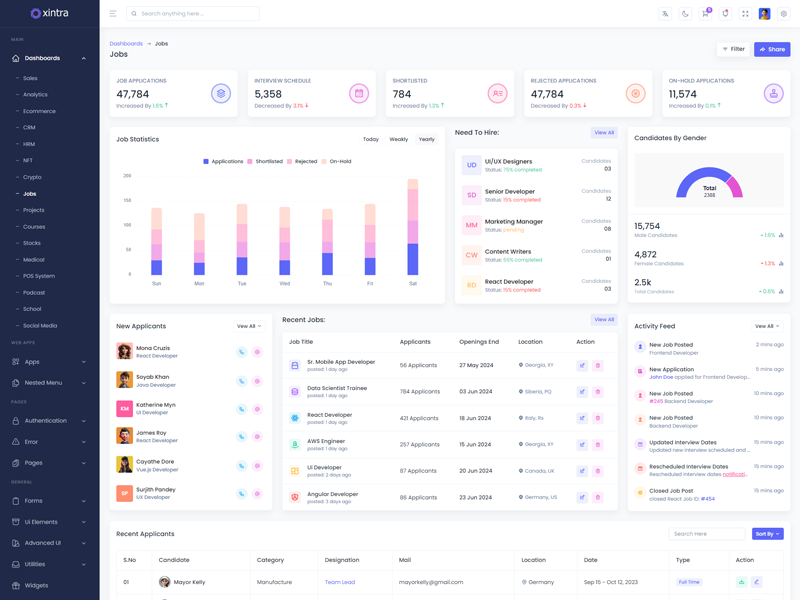 xintra
Search anything here ...
5
MAIN
Dashboards
Sales
Analytics
Ecommerce
CRM
HRM
NFT
Crypto
Jobs
Projects
Courses
Stocks
Medical
POS System
Podcast
School
Social Media
WEB APPS
Apps
Nested Menu
PAGES
Authentication
Error
Pages
GENERAL
Forms
Ui Elements
Advanced UI
Utilities
Widgets
Dashboards → Jobs
Jobs
Filter
Share
JOB APPLICATIONS
47,784
Increased By 1.6%
INTERVIEW SCHEDULE
5,358
Decreased By 3.1%
SHORTLISTED
784
Increased By 1.3%
REJECTED APPLICATIONS
47,784
Decreased By 0.3%
ON-HOLD APPLICATIONS
11,574
Increased By 0.1%
Job Statistics
Today
Weekly
Yearly
Applications
Shortlisted
Rejected
On-Hold
200
150
100
50
0
Sun
Mon
Tue
Wed
Thu
Fri
Sat
Need To Hire:
View All
UD
UI/UX Designers
Status: 75% completed
Candidates
03
SD
Senior Developer
Status: 15% completed
Candidates
12
MM
Marketing Manager
Status: pending
Candidates
08
CW
Content Writers
Status: 69% completed
Candidates
01
RD
React Developer
Status: 15% completed
Candidates
03
Candidates By Gender
Total
2388
15,754
Male Candidates
+1.6%
4,872
Female Candidates
+1.3%
2.5k
Total Candidates
+0.6%
New Applicants
View All
Mona Cruzis
React Developer
Sayab Khan
Java Developer
KM
Katherine Myn
UI Developer
James Roy
React Developer
Cayathe Dare
Vue.js Developer
SP
Surjith Pandey
UX Developer
Recent Jobs:
View All
Job Title
Applicants
Openings End
Location
Action
Sr. Mobile App Developer
posted: 1 day ago
56 Applicants
27 May 2024
Georgia, XY
Data Scientist Trainee
posted: 1 day ago
784 Applicants
03 Jun 2024
Siberia, PQ
React Developer
posted: 1 day ago
421 Applicants
18 Jun 2024
Italy, Rs
AWS Engineer
posted: 1 day ago
257 Applicants
15 Jun 2024
Georgia, XY
UI Developer
posted: 2 days ago
87 Applicants
20 Jun 2024
Canada, UK
Angular Developer
posted: 3 days ago
86 Applicants
23 Jun 2024
Germany, US
Activity Feed
View All
New Job Posted
Frontend Developer
2 mins ago
New Application
John Doe applied for Frontend Develop...
5 mins ago
New Job Posted
#245 Backend Developer
10 mins ago
New Job Posted
Backend Developer
10 mins ago
Updated Interview Dates
Updated new interview scheduled and ...
15 mins ago
Rescheduled Interview Dates
Rescheduled Interview dates notificati...
15 mins ago
Closed Job Post
closed React Job ID: #454
15 mins ago
Recent Applicants
Search Here
Sort By
S.No
Candidate
Category
Designation
Mail
Location
Date
Type
Action
01
Mayor Kelly
Manufacture
Team Lead
mayorkelly@gmail.com
Germany
Sep 15 - Oct 12, 2023
Full Time